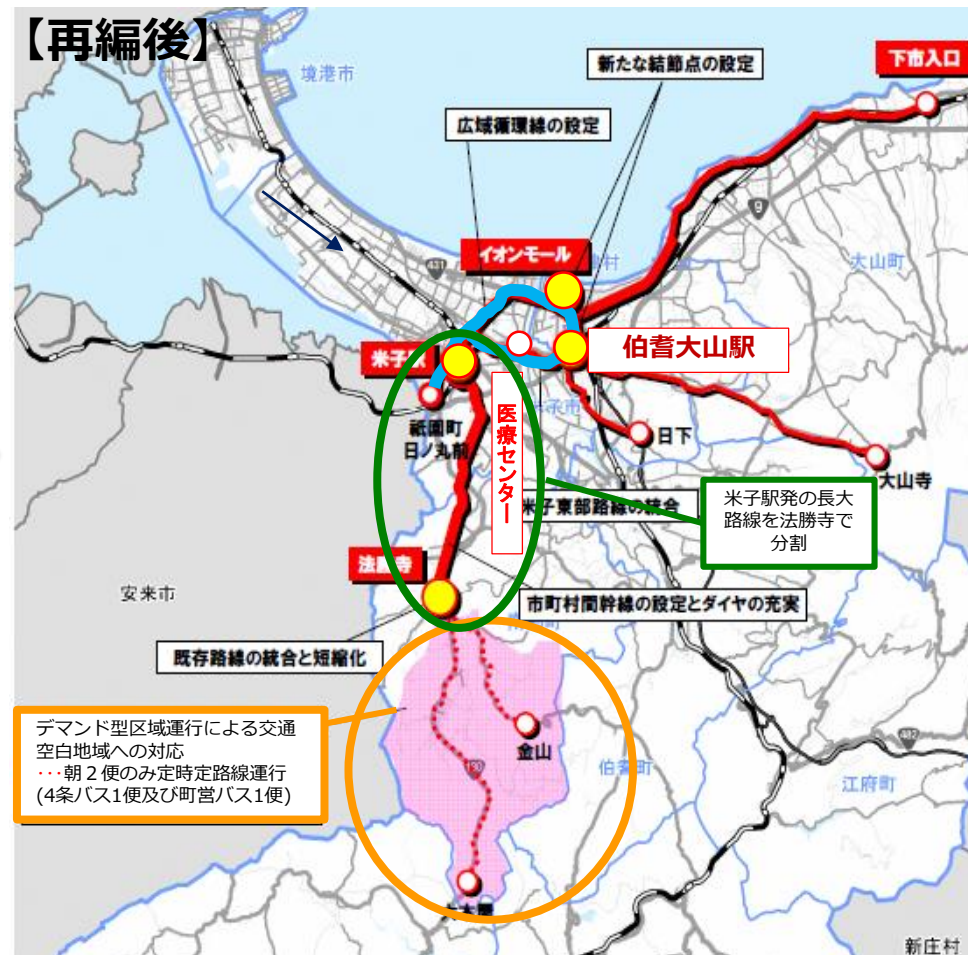 【再編後】
境港市
新たな結節点の設定
下市入口
広域循環線の設定
9
イオンモール
村
大山町
431
米子駅
伯耆大山駅
祇園町
日ノ丸前
医療センター
米子市
日下
大山寺
米子東部路線の統合
米子駅発の長大
路線を法勝寺で
分割
法勝寺
安来市
市町村間幹線の設定とダイヤの充実
既存路線の統合と短縮化
デマンド型区域運行による交通
空白地域への対応
･･･朝２便のみ定時定路線運行
(4条バス1便及び町営バス1便)
金山
伯耆町
482
180
江府町
新庄村